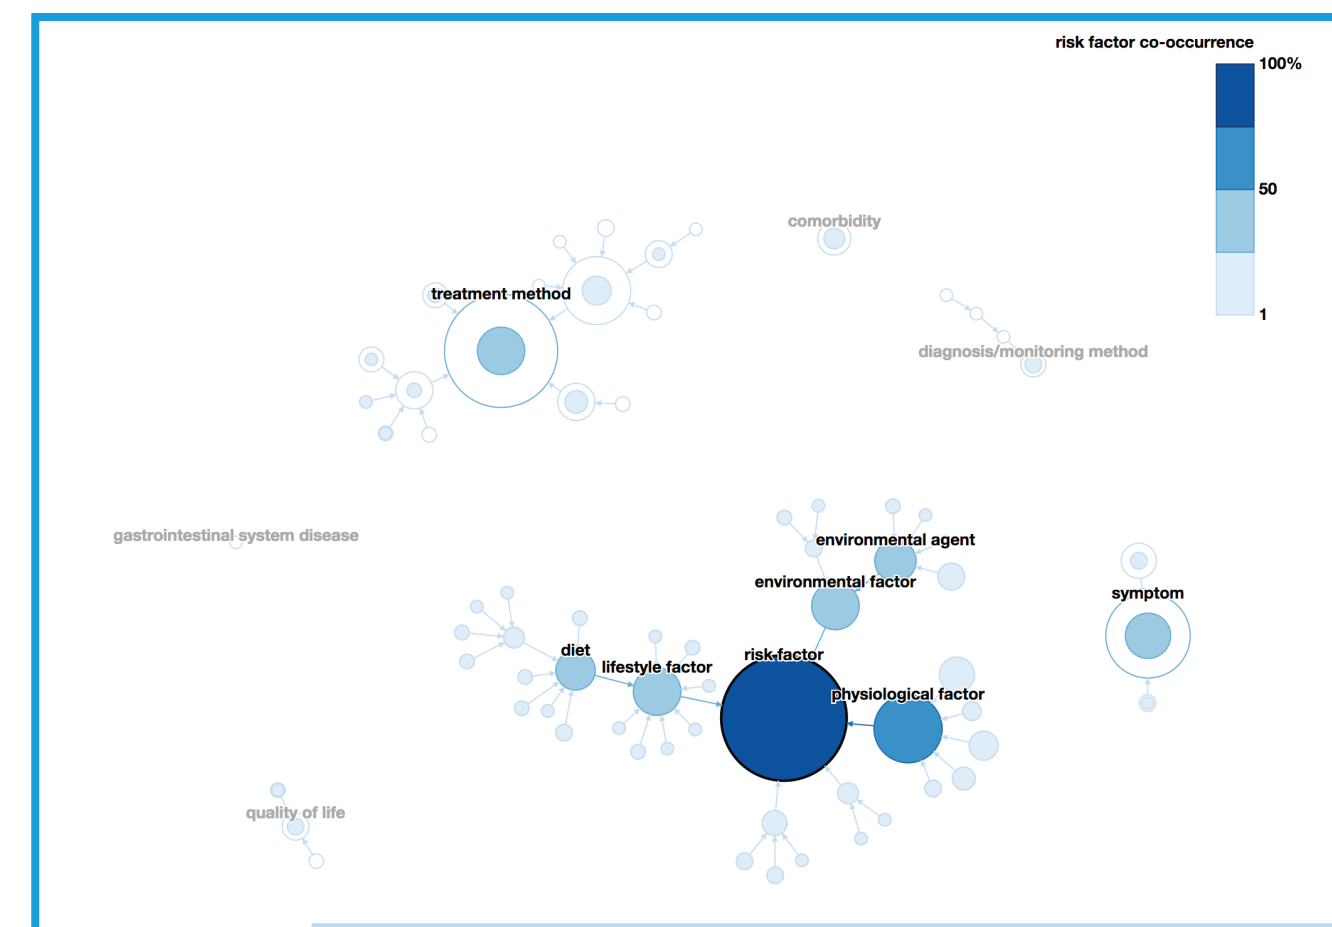 risk factor co-occurrence
100%
50
1
comorbidity
treatment method
diagnosis/monitoring method
gastrointestinal system disease
environmental agent
environmental factor
symptom
diet
lifestyle factor
risk factor
physiological factor
quality of life